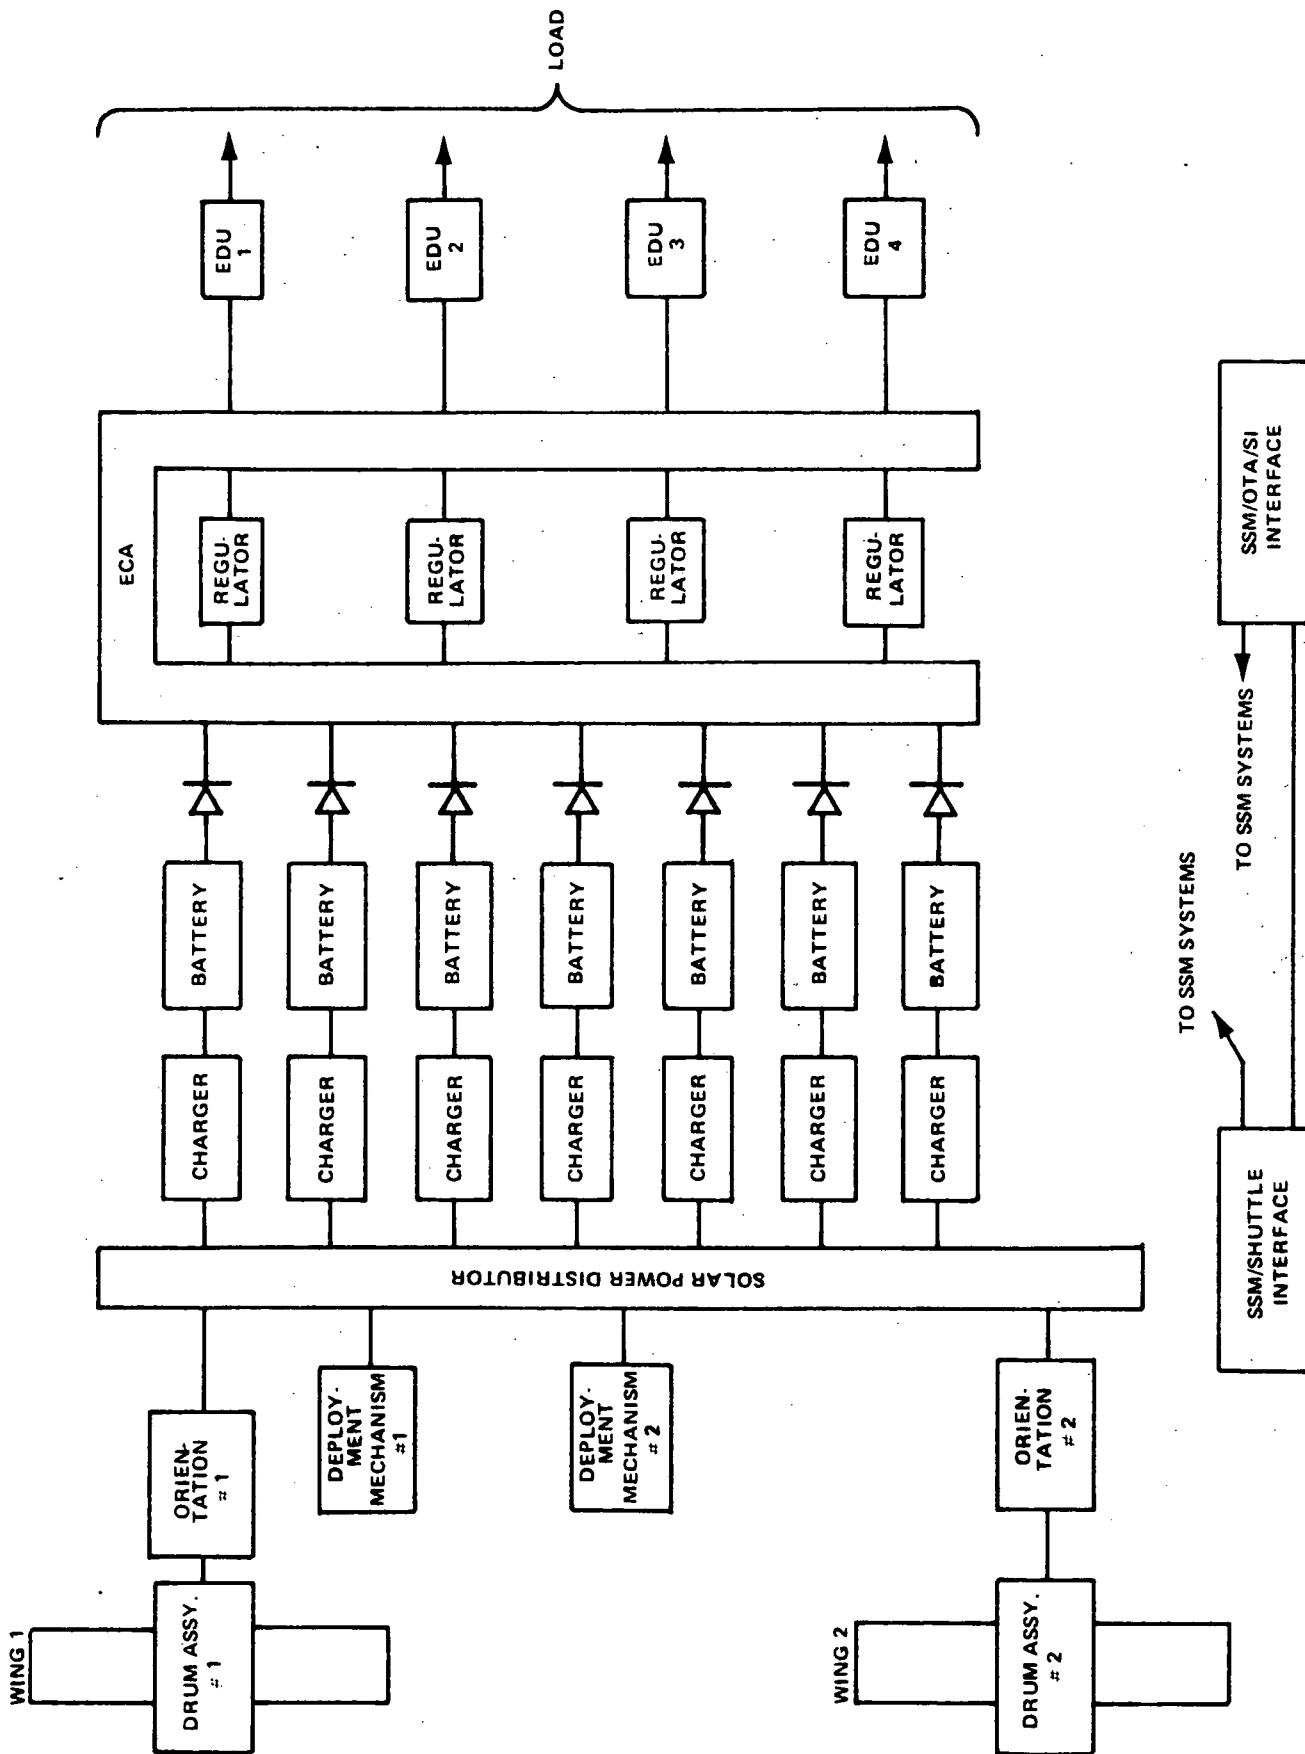 WING 1
DRUM ASSY.
# 1
ORIEN-
TATION
# 1
DEPLOY-
MENT
MECHANISM
#1
DEPLOY-
MENT
MECHANISM
# 2
WING 2
DRUM ASSY.
# 2
ORIEN-
TATION
# 2
SOLAR POWER DISTRIBUTOR
CHARGER
BATTERY
CHARGER
BATTERY
CHARGER
BATTERY
CHARGER
BATTERY
CHARGER
BATTERY
CHARGER
BATTERY
CHARGER
BATTERY
ECA
REGU-
LATOR
REGU-
LATOR
REGU-
LATOR
REGU-
LATOR
EDU
1
EDU
2
EDU
3
EDU
4
LOAD
SSM/SHUTTLE
INTERFACE
TO SSM SYSTEMS
TO SSM SYSTEMS
SSM/OTA/SI
INTERFACE